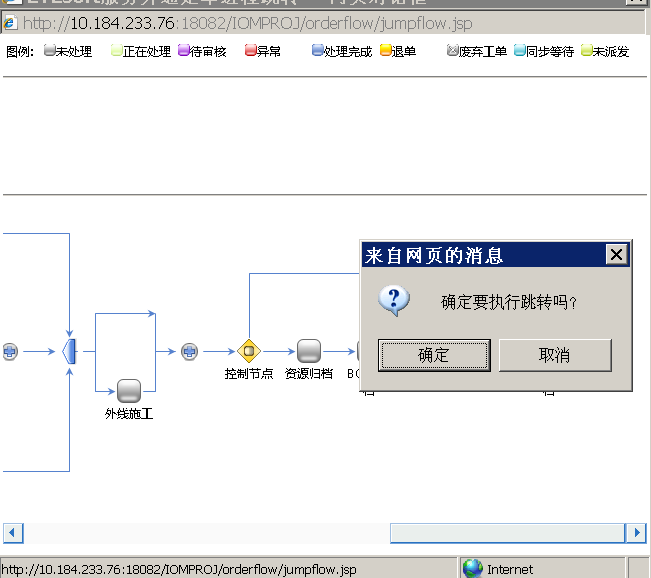 http://10.184.233.76:18082/IOMPROJ/orderflow/jumpflow.jsp
图例: 未处理 正在处理 待审核 异常 处理完成 退单 废弃工单 同步等待 未派发
来自网页的消息
确定要执行跳转吗?
确定 取消
控制节点 资源归档
外线施工
http://10.184.233.76:18082/IOMPROJ/orderflow/jumpflow.jsp Internet